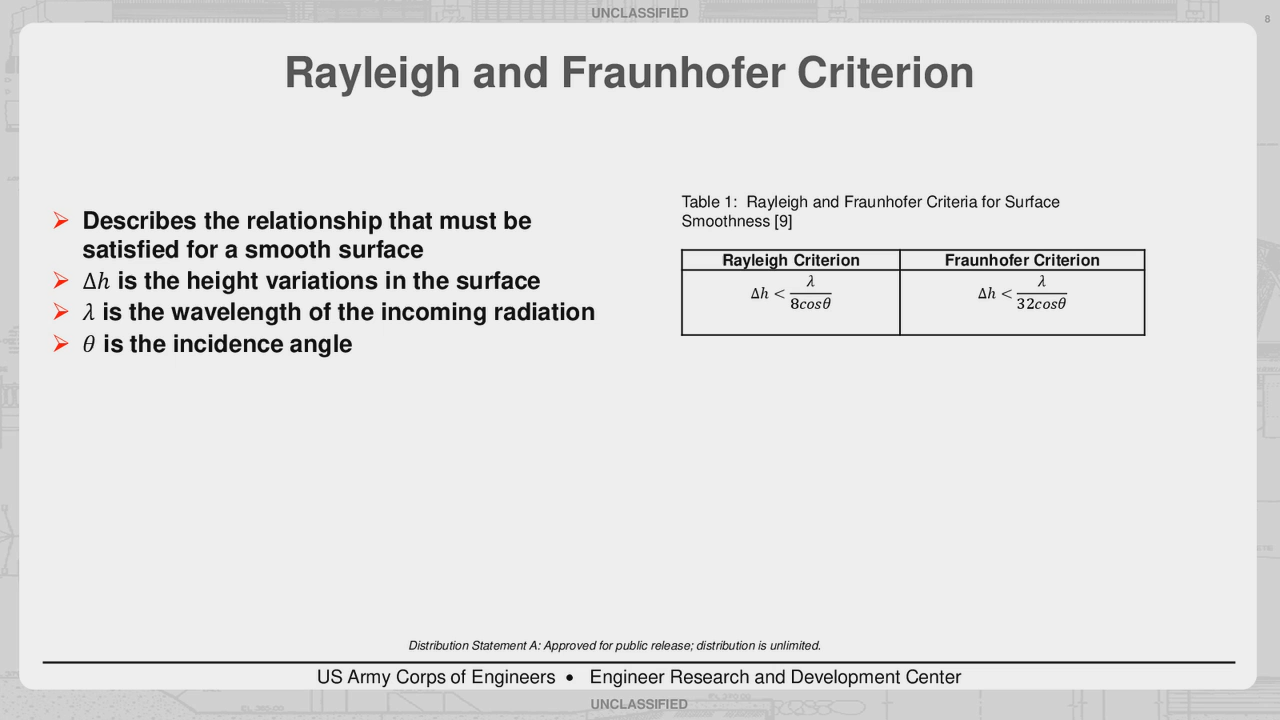 UNCLASSIFIED
8
Rayleigh and Fraunhofer Criterion
➢ Describes the relationship that must be
satisfied for a smooth surface
➢ Δℎ is the height variations in the surface
➢ 𝜆 is the wavelength of the incoming radiation
➢ 𝜃 is the incidence angle
Table 1: Rayleigh and Fraunhofer Criteria for Surface
Smoothness [9]
Rayleigh Criterion Fraunhofer Criterion
Δℎ < 𝜆/8𝑐𝑜𝑠𝜃 Δℎ < 𝜆/32𝑐𝑜𝑠𝜃
Distribution Statement A: Approved for public release; distribution is unlimited.
US Army Corps of Engineers • Engineer Research and Development Center
UNCLASSIFIED